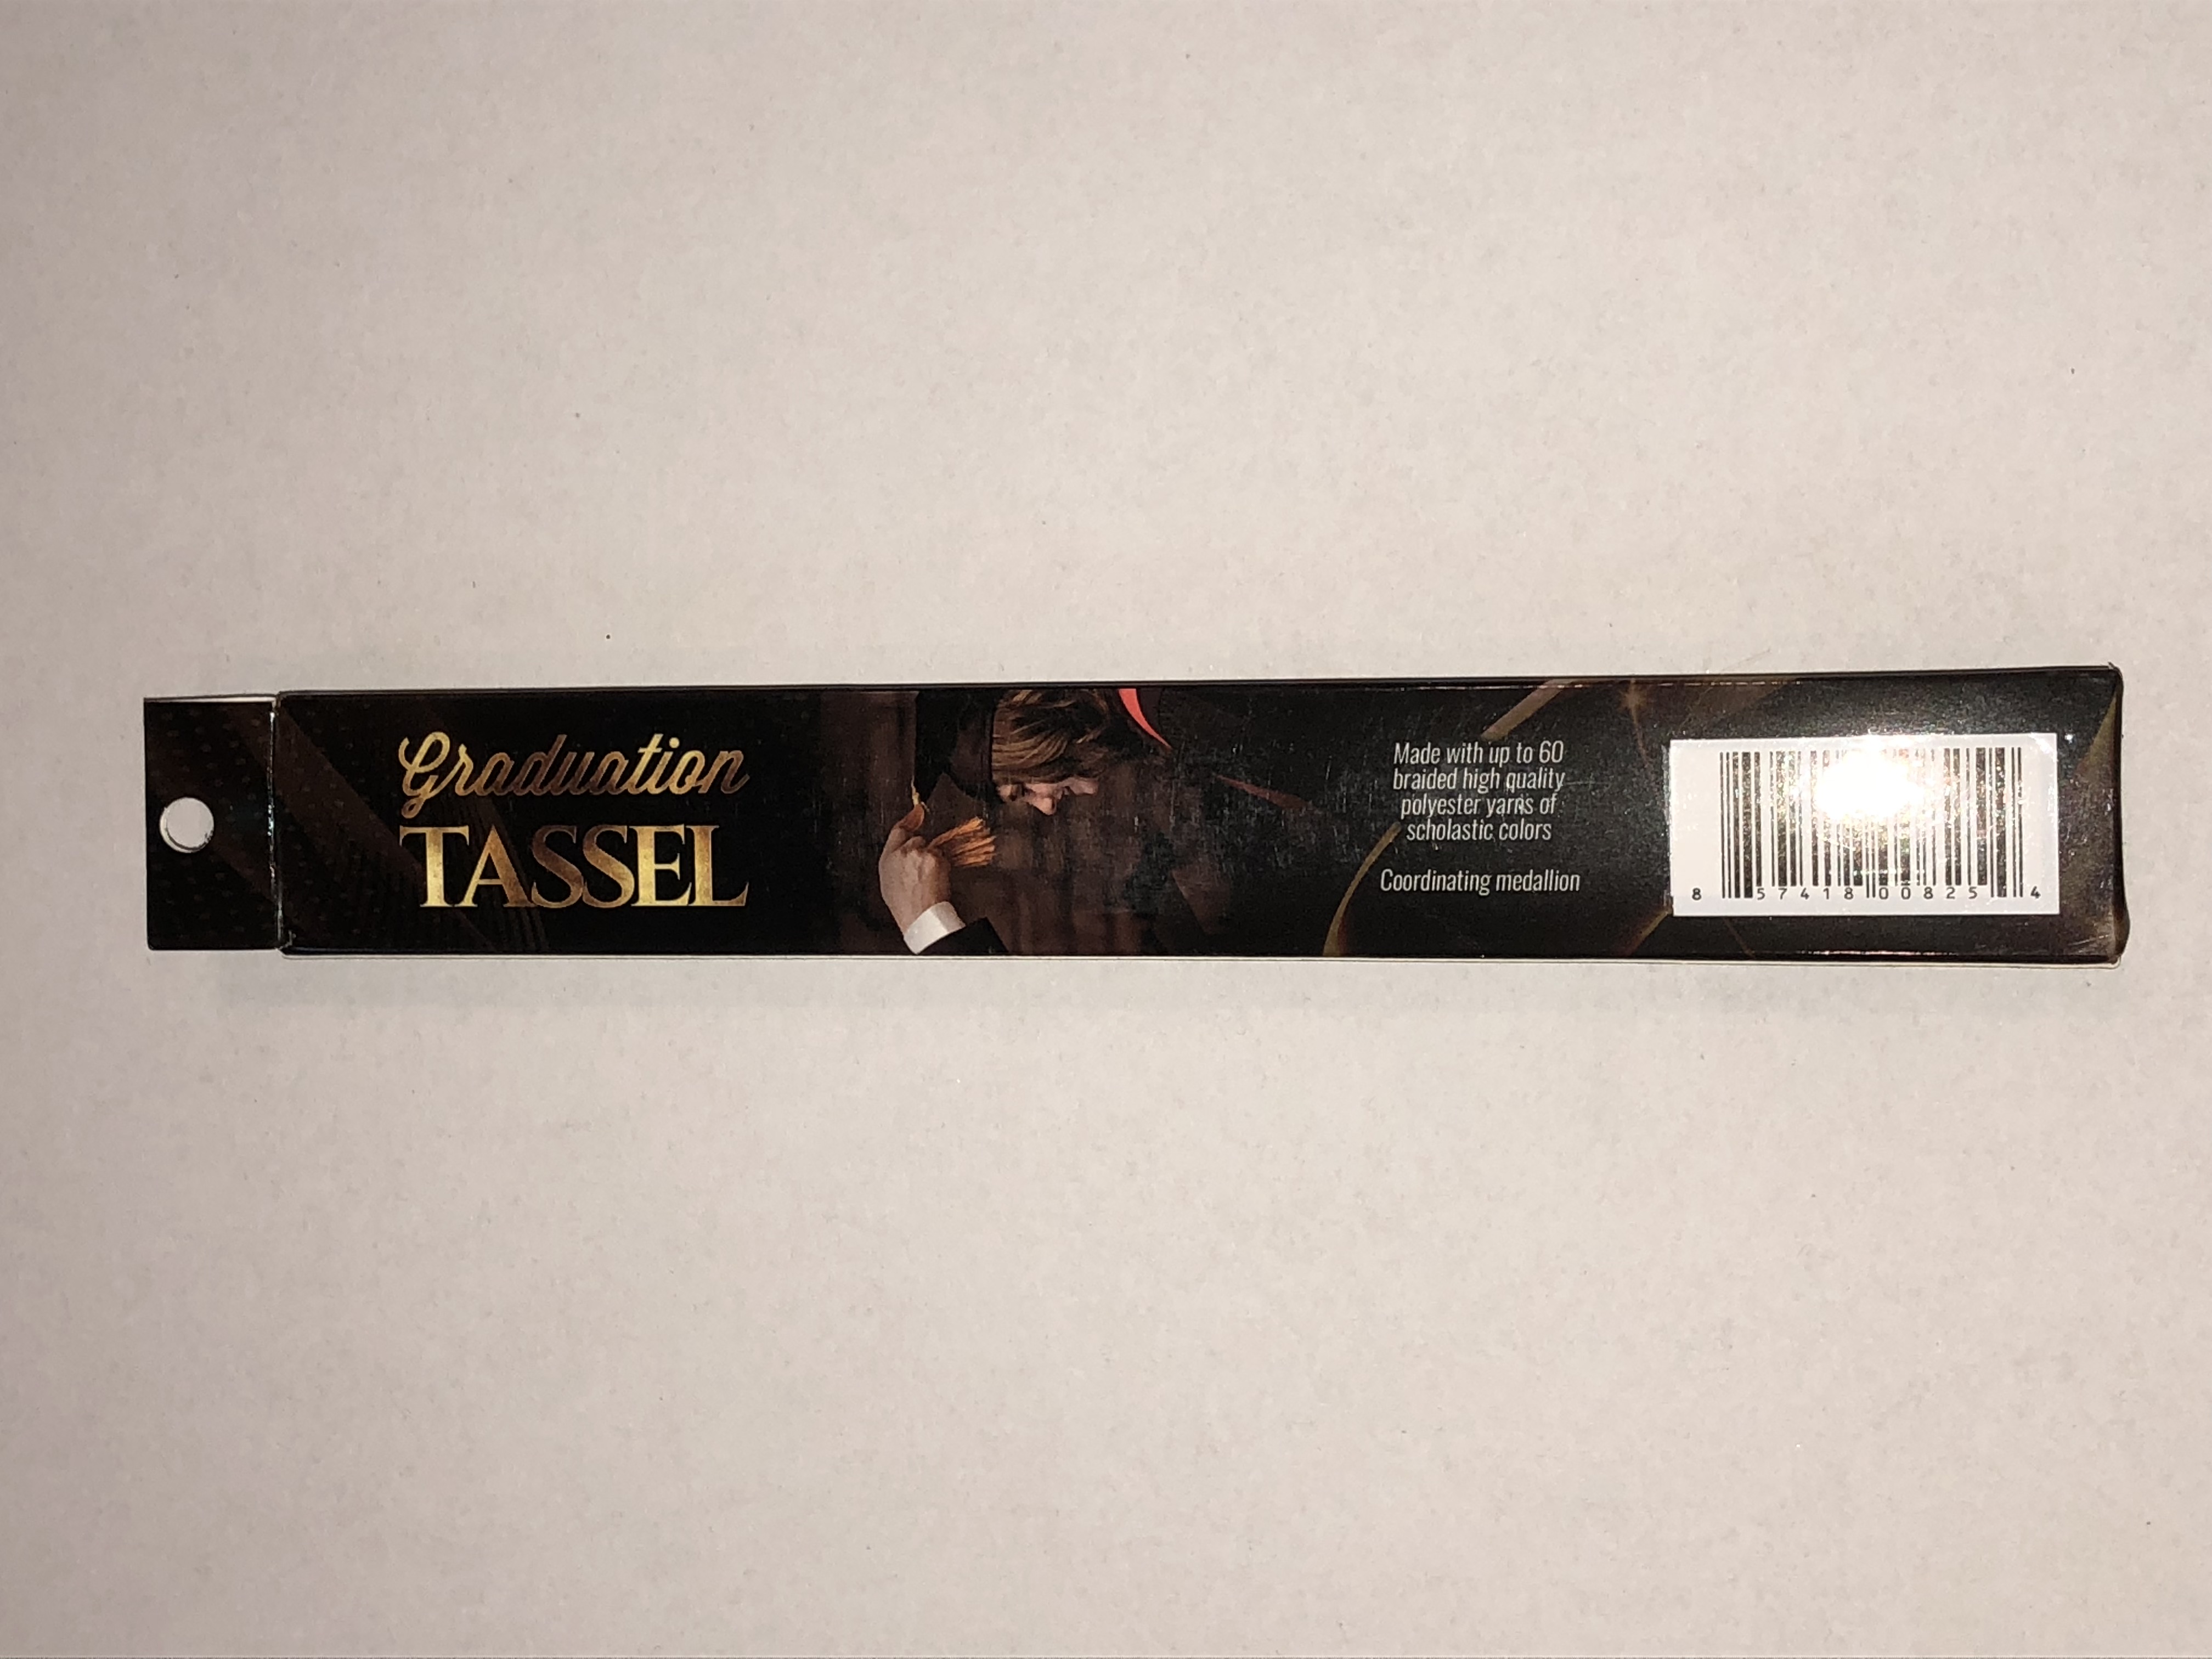 Graduation
TASSEL
Made with up to 60
braided high quality
polyester yarns of
scholastic colors
Coordinating medallion
8 57418 00825 4